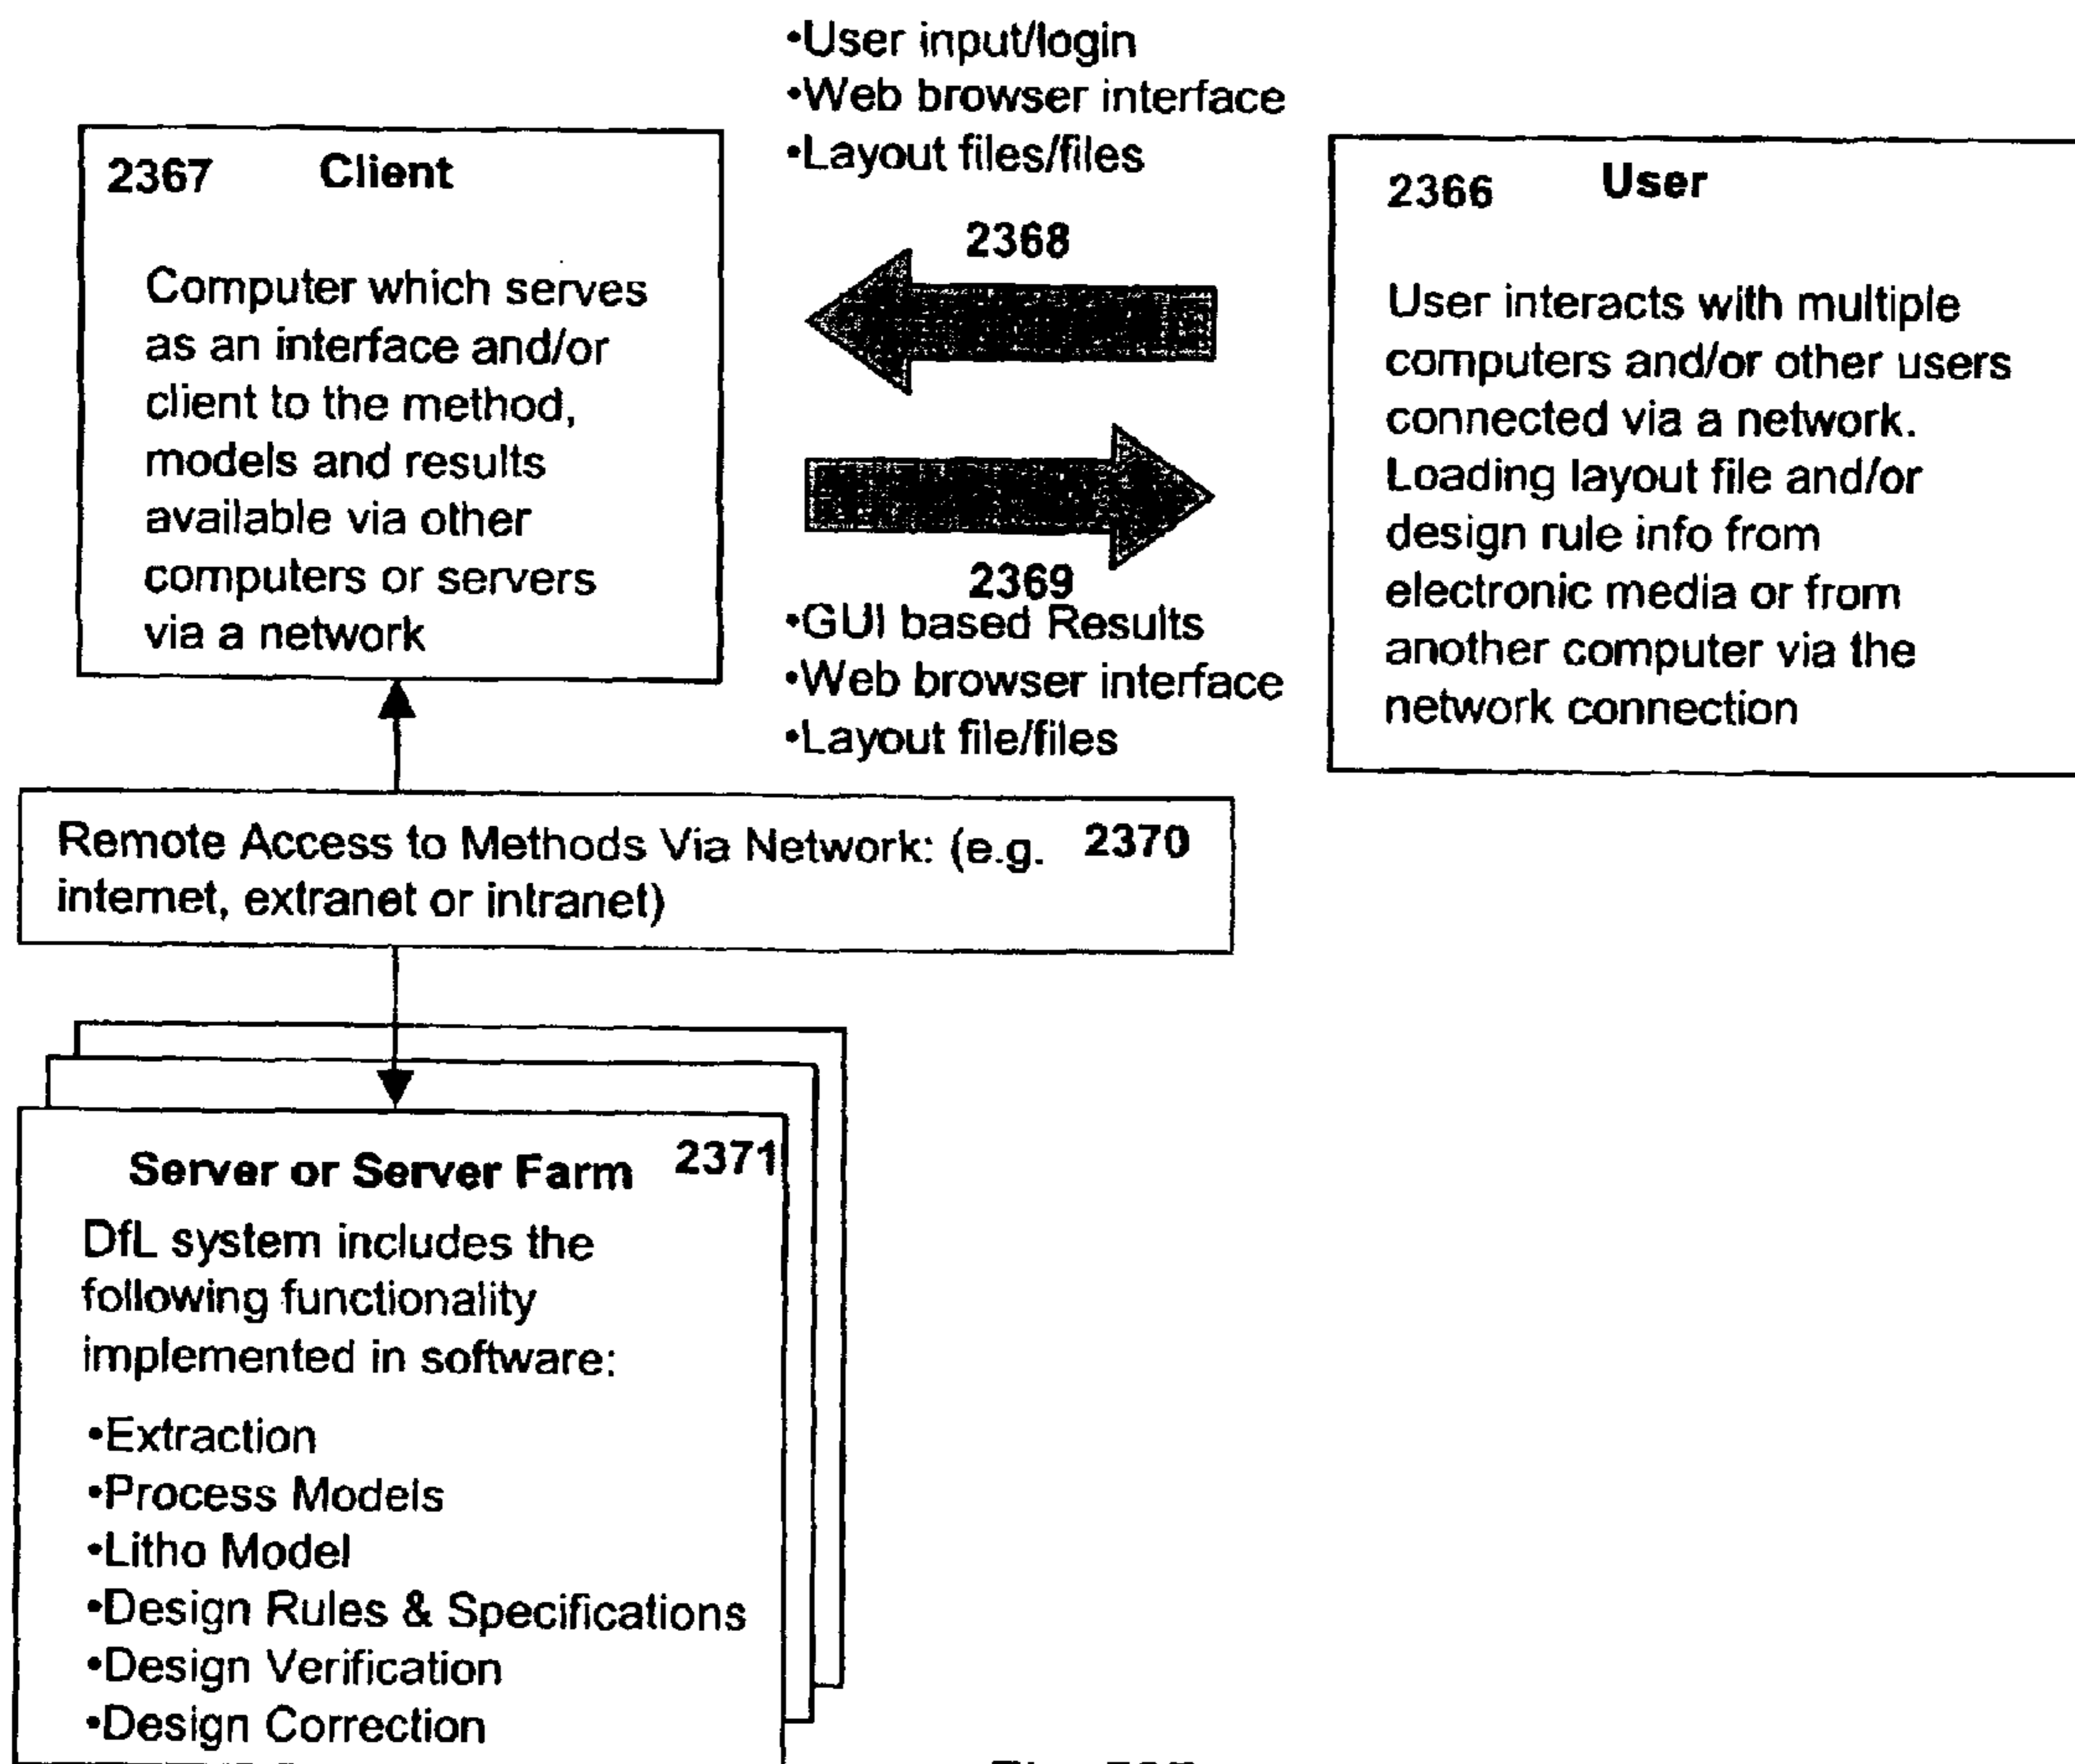 •User input/login
•Web browser interface
•Layout files/files
2367 Client
Computer which serves
as an interface and/or
client to the method,
models and results
available via other
computers or servers
via a network
2368
2369
•GUI based Results
•Web browser interface
•Layout file/files
2366 User
User interacts with multiple
computers and/or other users
connected via a network.
Loading layout file and/or
design rule info from
electronic media or from
another computer via the
network connection
Remote Access to Methods Via Network: (e.g. 2370
internet, extranet or intranet)
Server or Server Farm 2371
DfL system includes the
following functionality
implemented in software:
•Extraction
•Process Models
•Litho Model
•Design Rules & Specifications
•Design Verification
•Design Correction